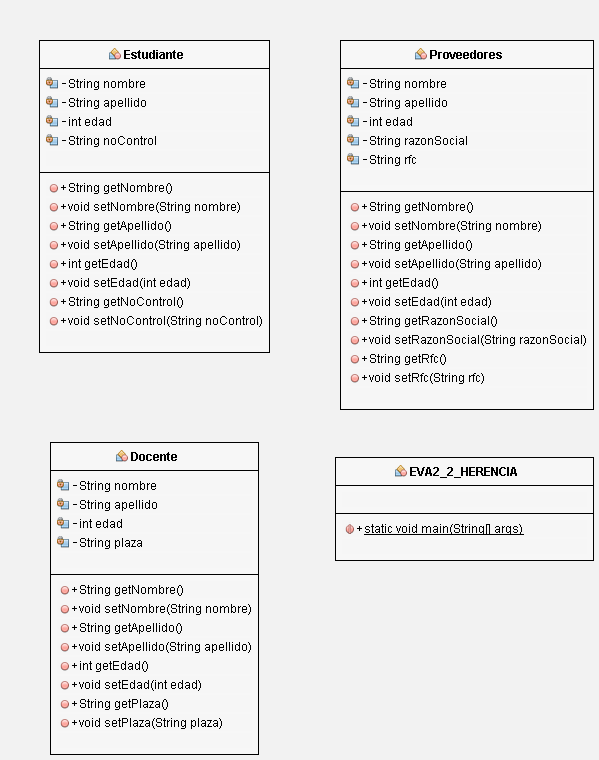 Estudiante
-String nombre
-String apellido
-int edad
-String noControl
+String getNombre()
+void setNombre(String nombre)
+String getApellido()
+void setApellido(String apellido)
+int getEdad()
+void setEdad(int edad)
+String getNoControl()
+void setNoControl(String noControl)
Proveedores
-String nombre
-String apellido
-int edad
-String razonSocial
-String rfc
+String getNombre()
+void setNombre(String nombre)
+String getApellido()
+void setApellido(String apellido)
+int getEdad()
+void setEdad(int edad)
+String getRazonSocial()
+void setRazonSocial(String razonSocial)
+String getRfc()
+void setRfc(String rfc)
Docente
-String nombre
-String apellido
-int edad
-String plaza
+String getNombre()
+void setNombre(String nombre)
+String getApellido()
+void setApellido(String apellido)
+int getEdad()
+void setEdad(int edad)
+String getPlaza()
+void setPlaza(String plaza)
EVA2_2_HERENCIA
+static void main(String[] args)